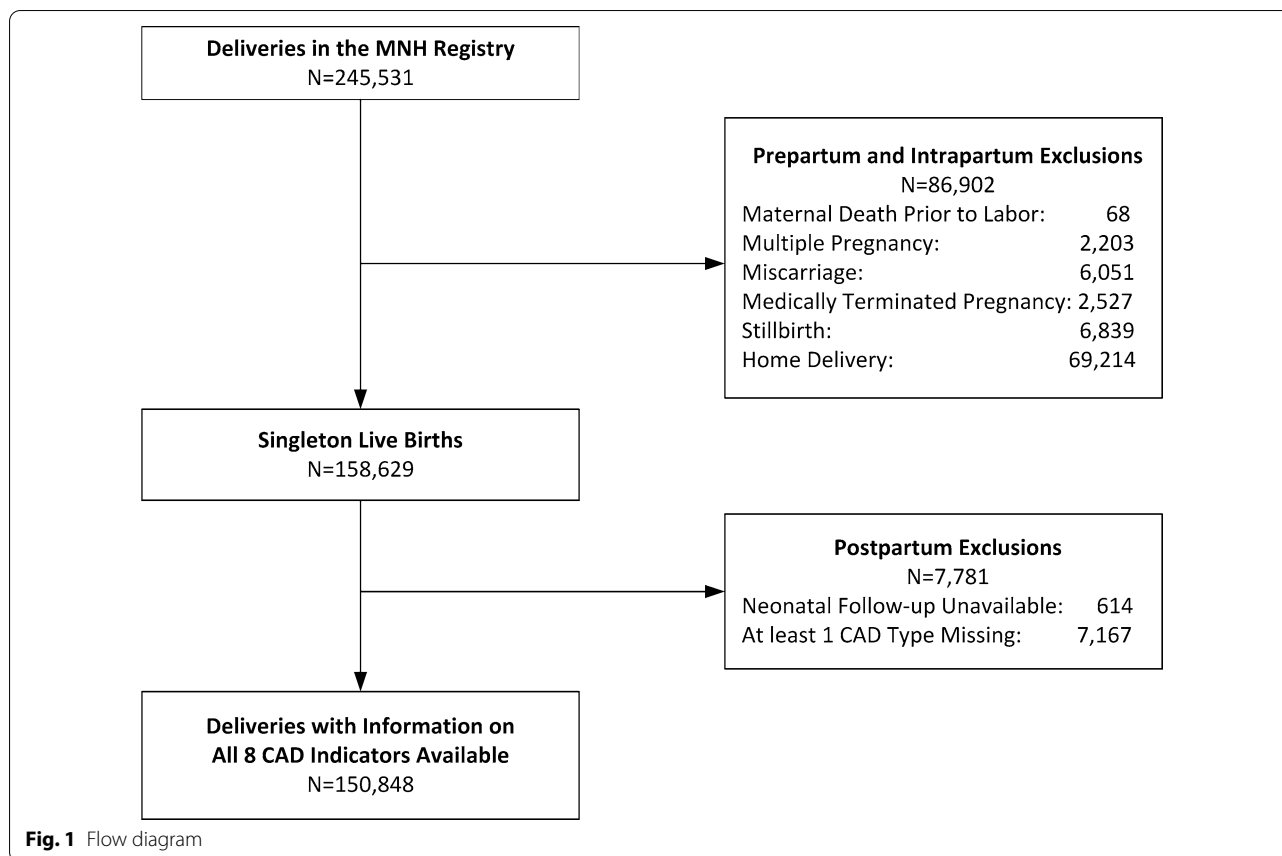 Deliveries in the MNH Registry
N=245,531
Prepartum and Intrapartum Exclusions
N=86,902
Maternal Death Prior to Labor: 68
Multiple Pregnancy: 2,203
Miscarriage: 6,051
Medically Terminated Pregnancy: 2,527
Stillbirth: 6,839
Home Delivery: 69,214
Singleton Live Births
N=158,629
Postpartum Exclusions
N=7,781
Neonatal Follow-up Unavailable: 614
At least 1 CAD Type Missing: 7,167
Deliveries with Information on
All 8 CAD Indicators Available
N=150,848
Fig. 1 Flow diagram